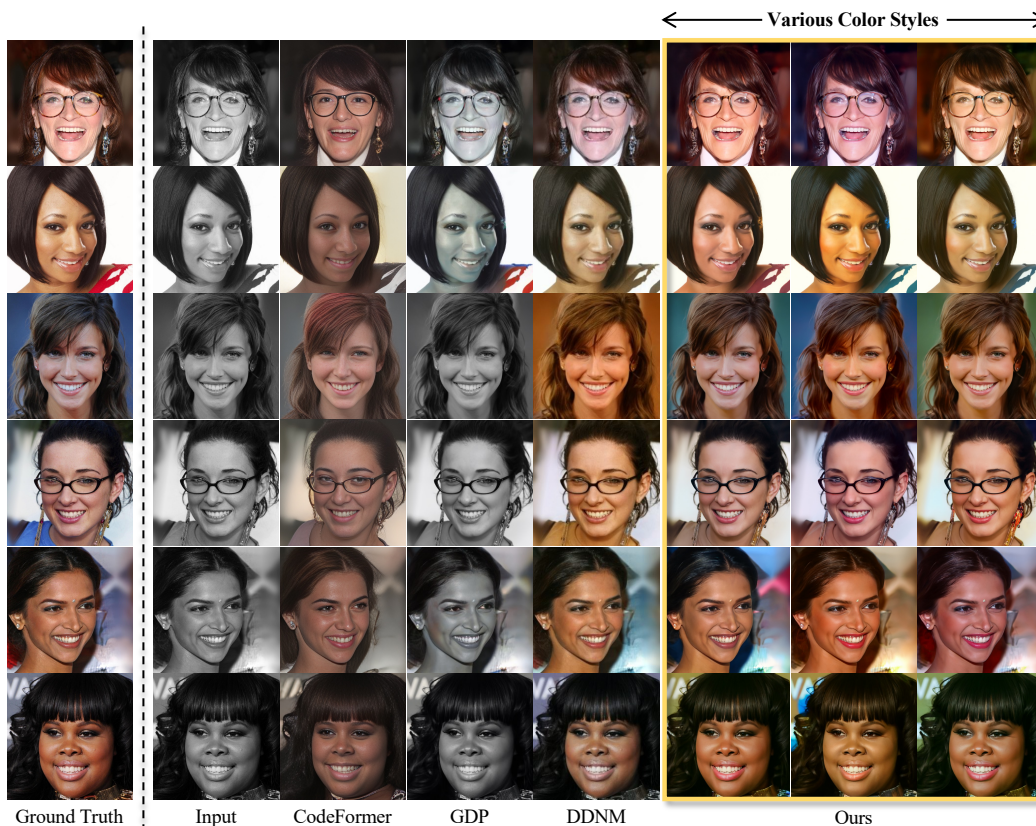 Various Color Styles
Ground Truth
Input
CodeFormer
GDP
DDNM
Ours